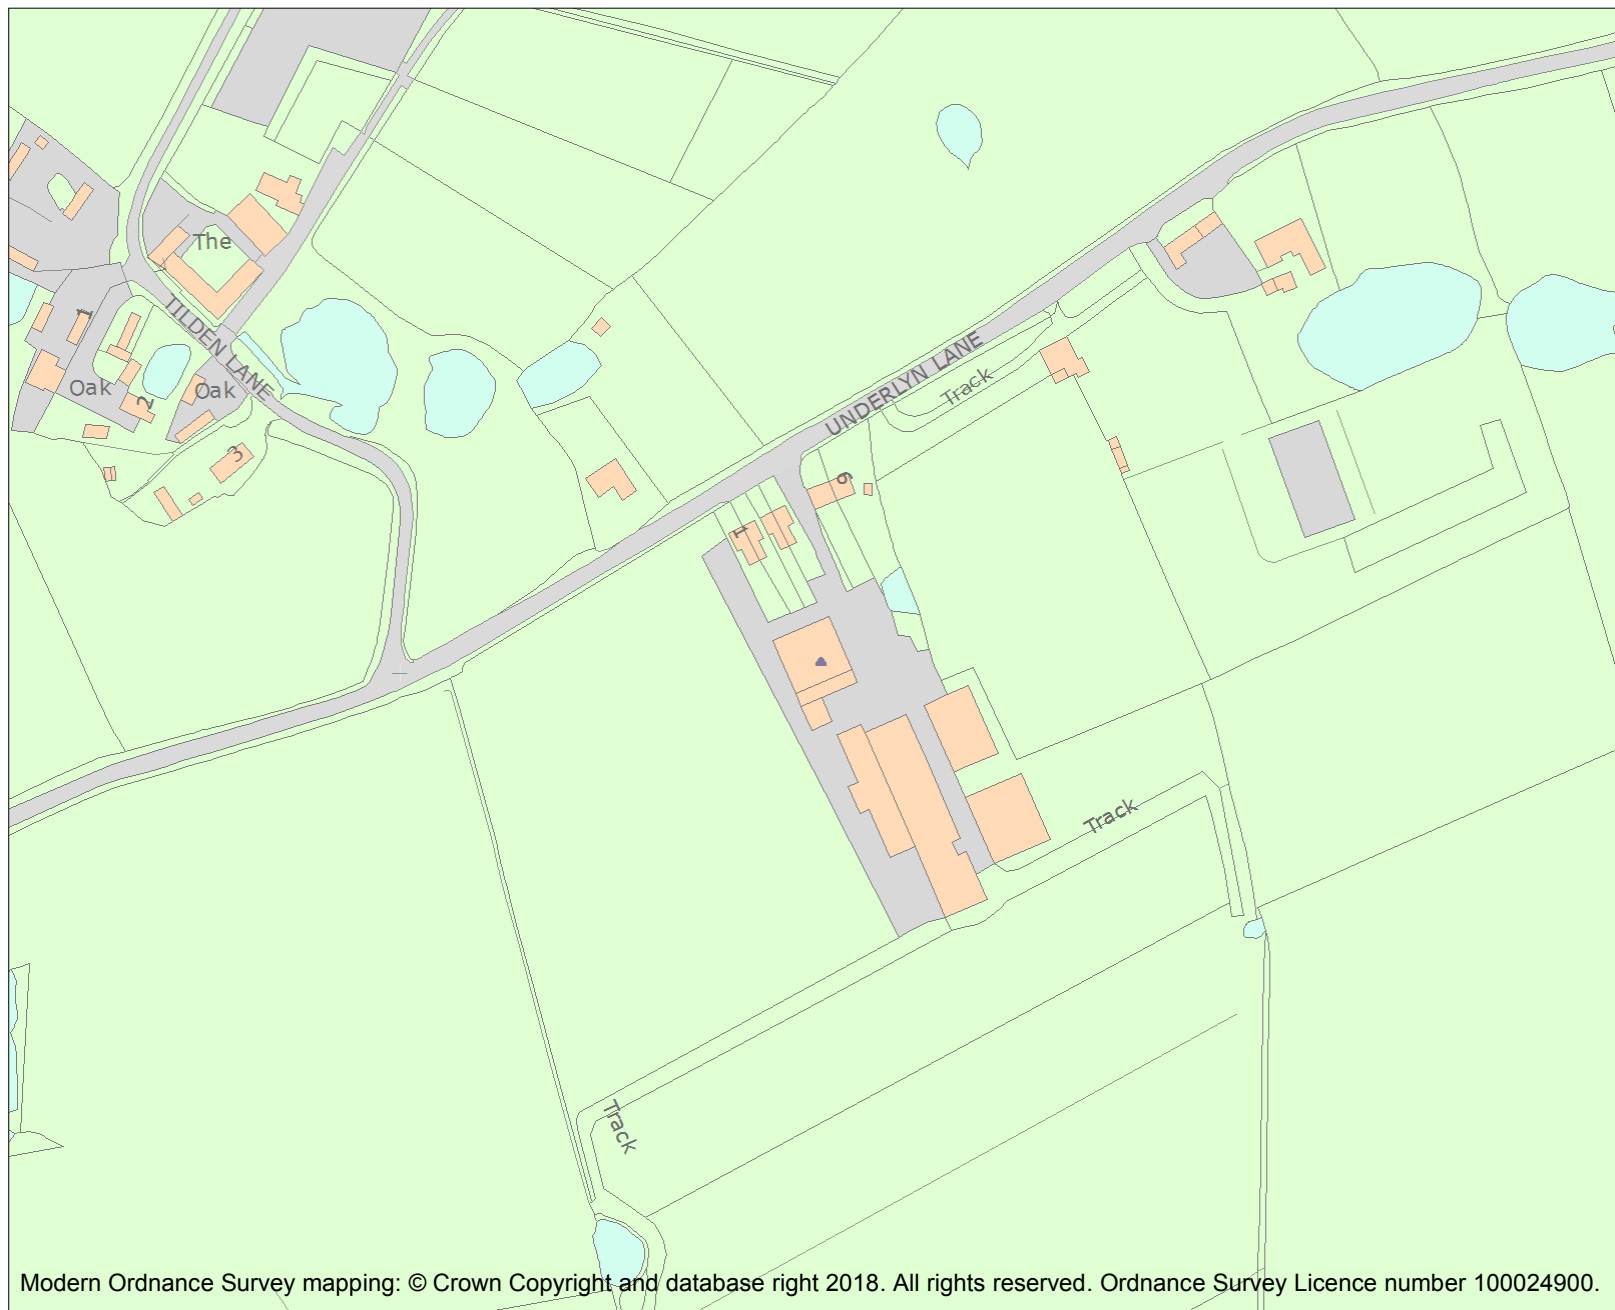 The
TILDEN LANE
1
Oak
2
Oak
3
UNDERLYN LANE
Track
6
1
Track
Track
Modern Ordnance Survey mapping: © Crown Copyright and database right 2018. All rights reserved. Ordnance Survey Licence number 100024900.